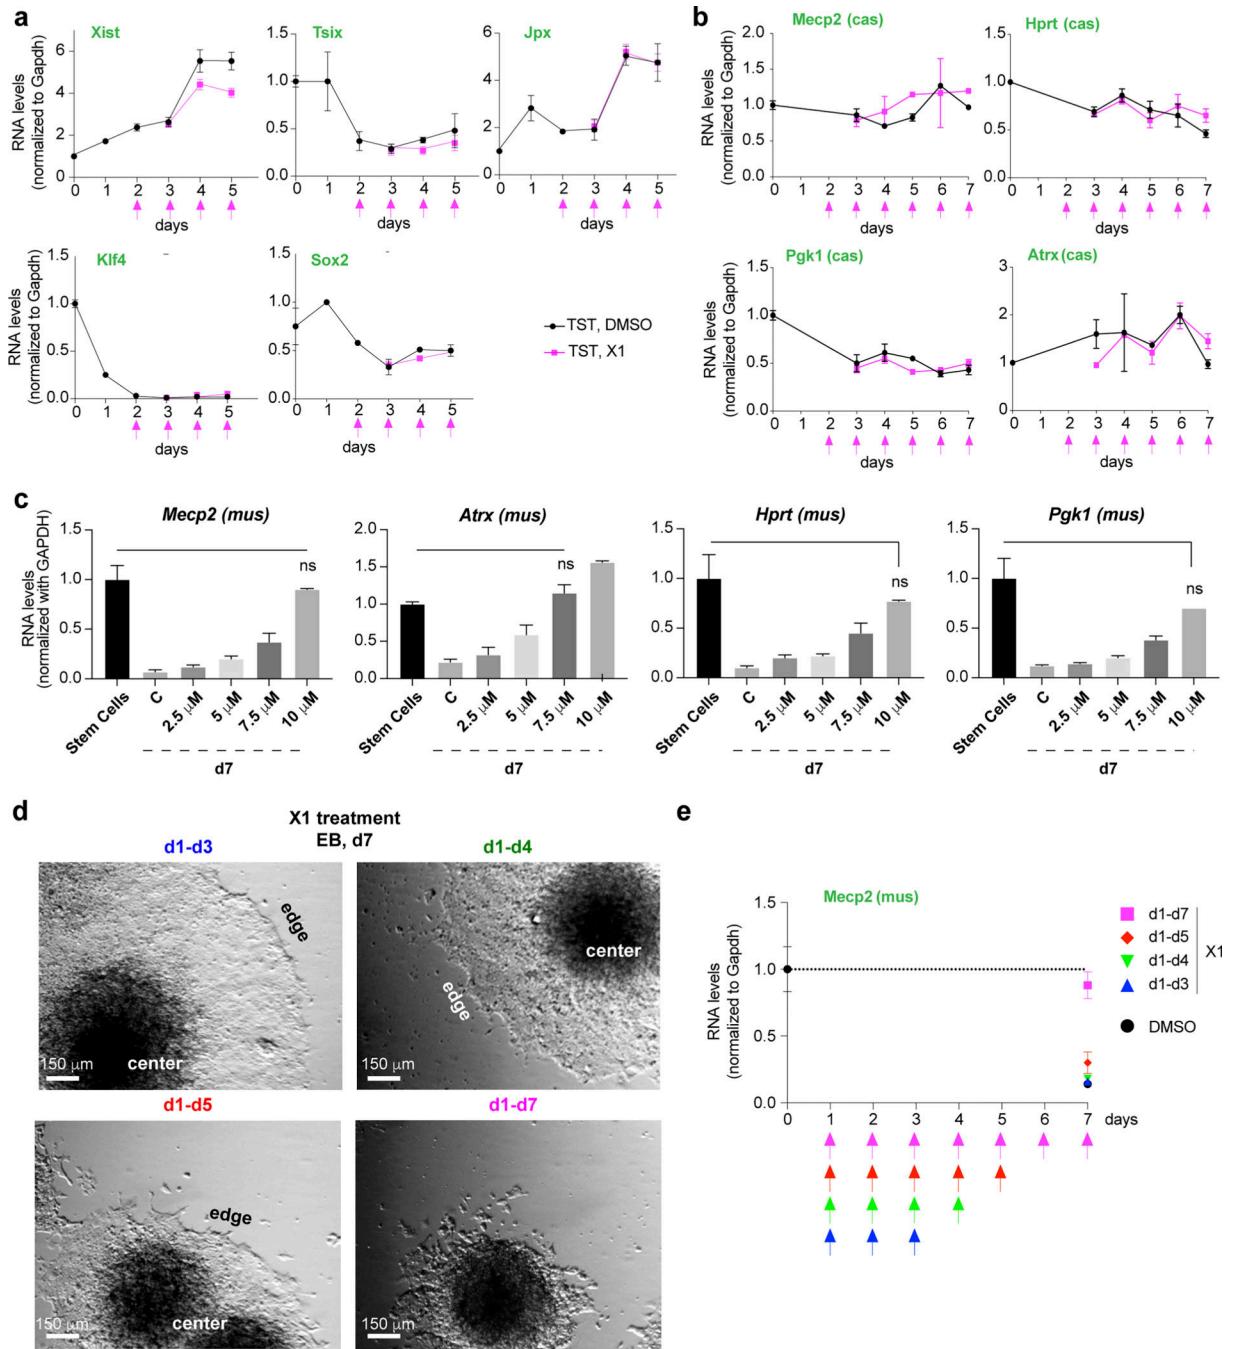 a
Xist
Tsix
Jpx
RNA levels
(normalized to Gapdh)
6
4
2
0
1.5
1.0
0.5
0.0
6
4
2
0
0 1 2 3 4 5
0 1 2 3 4 5
0 1 2 3 4 5
days
days
days
Klf4
Sox2
RNA levels
(normalized to Gapdh)
1.5
1.0
0.5
0.0
1.5
1.0
0.5
0.0
TST, DMSO
TST, X1
0 1 2 3 4 5
0 1 2 3 4 5
days
days
b
Mecp2 (cas)
Hprt (cas)
RNA levels
(normalized to Gapdh)
2.0
1.5
1.0
0.5
0.0
1.5
1.0
0.5
0.0
0 1 2 3 4 5 6 7
0 1 2 3 4 5 6 7
days
days
Pgk1 (cas)
Atrx (cas)
RNA levels
(normalized to Gapdh)
1.5
1.0
0.5
0.0
3
2
1
0
0 1 2 3 4 5 6 7
0 1 2 3 4 5 6 7
days
days
c
Mecp2 (mus)
Atrx (mus)
Hprt (mus)
Pgk1 (mus)
RNA levels
(normalized with GAPDH)
1.5
1.0
0.5
0.0
ns
2.0
1.5
1.0
0.5
0.0
ns
1.5
1.0
0.5
0.0
ns
1.5
1.0
0.5
0.0
ns
Stem Cells C 2.5 µM 5 µM 7.5 µM 10 µM
Stem Cells C 2.5 µM 5 µM 7.5 µM 10 µM
Stem Cells C 2.5 µM 5 µM 7.5 µM 10 µM
Stem Cells C 2.5 µM 5 µM 7.5 µM 10 µM
d7
d7
d7
d7
d
X1 treatment
EB, d7
d1-d3
d1-d4
edge
center
150 µm
edge
center
150 µm
d1-d5
d1-d7
edge
center
150 µm
150 µm
e
Mecp2 (mus)
RNA levels
(normalized to Gapdh)
1.5
1.0
0.5
0.0
0 1 2 3 4 5 6 7 days
d1-d7
d1-d5
d1-d4
d1-d3
X1
DMSO